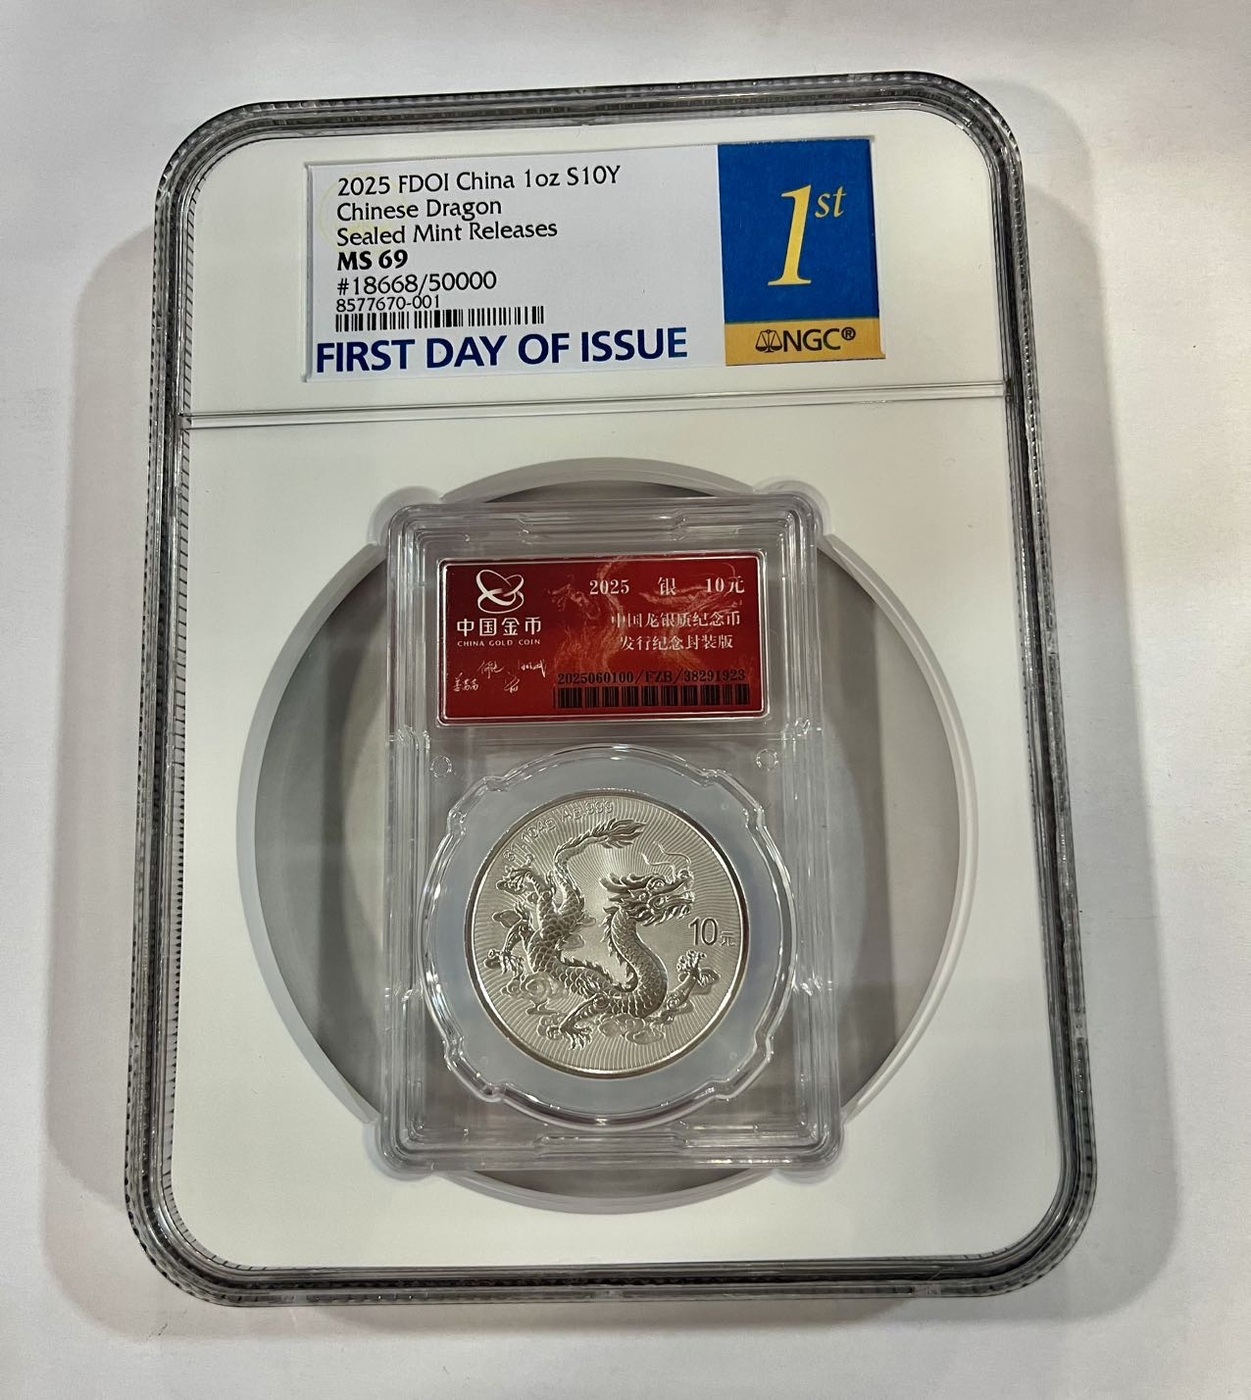 2025 FDOI China 1oz S10Y
Chinese Dragon
Sealed Mint Releases
MS 69
#18668/50000
8577670-001
FIRST DAY OF ISSUE
1st
NGC®
中国金币
CHINA GOLD COIN
2025 银 10元
中国龙银质纪念币
发行纪念封装版
2025060100/FZB/38291923
10元